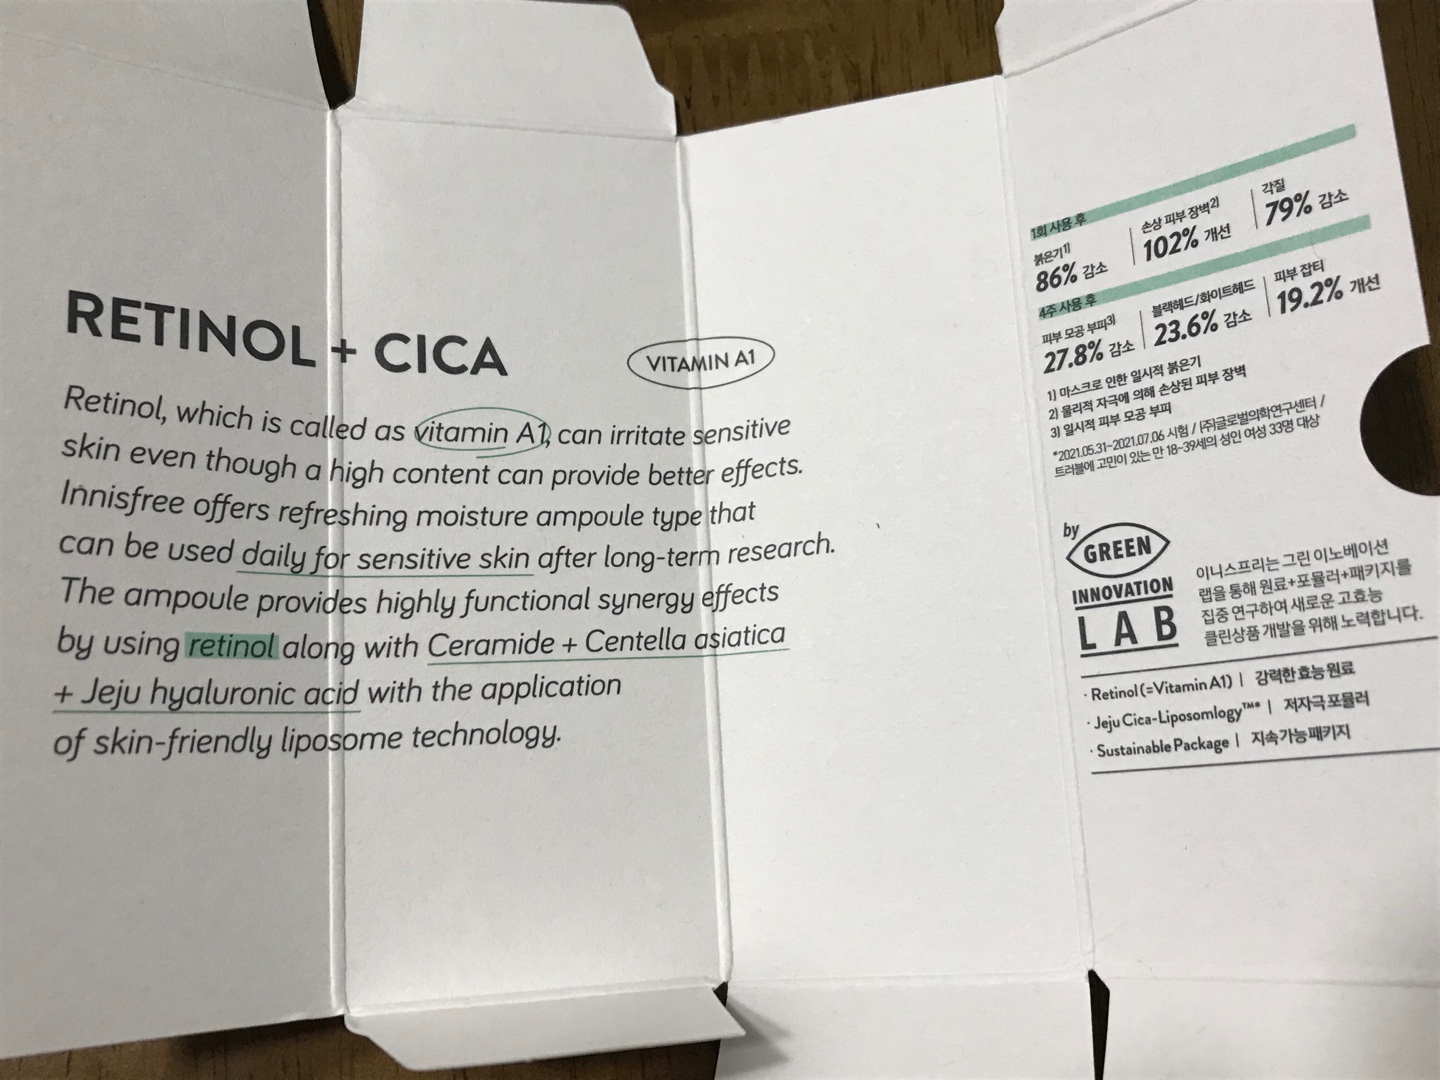 RETINOL + CICA
VITAMIN A1
Retinol, which is called as vitamin A1, can irritate sensitive
skin even though a high content can provide better effects.
Innisfree offers refreshing moisture ampoule type that
can be used daily for sensitive skin after long-term research.
The ampoule provides highly functional synergy effects
by using retinol along with Ceramide + Centella asiatica
+ Jeju hyaluronic acid with the application
of skin-friendly liposome technology.
1회 사용 후
붉은기1)
86% 감소
손상 피부 장벽2)
102% 개선
각질
79% 감소
4주 사용 후
피부 모공 부피3)
27.8% 감소
블랙헤드/화이트헤드
23.6% 감소
피부 잡티
19.2% 개선
1) 마스크로 인한 일시적 붉은기
2) 물리적 자극에 의해 손상된 피부 장벽
3) 일시적 피부 모공 부피
*2021.05.31~2021.07.06 시험 / (주)글로벌의학연구센터 /
트러블에 고민이 있는 만 18~39세의 성인 여성 33명 대상
by
GREEN
INNOVATION
LAB
이니스프리는 그린 이노베이션
랩을 통해 원료+포뮬러+패키지를
집중 연구하여 새로운 고효능
클린상품 개발을 위해 노력합니다.
· Retinol (=Vitamin A1) | 강력한 효능 원료
· Jeju Cica-Liposomlogy™* | 저자극 포뮬러
· Sustainable Package | 지속가능 패키지